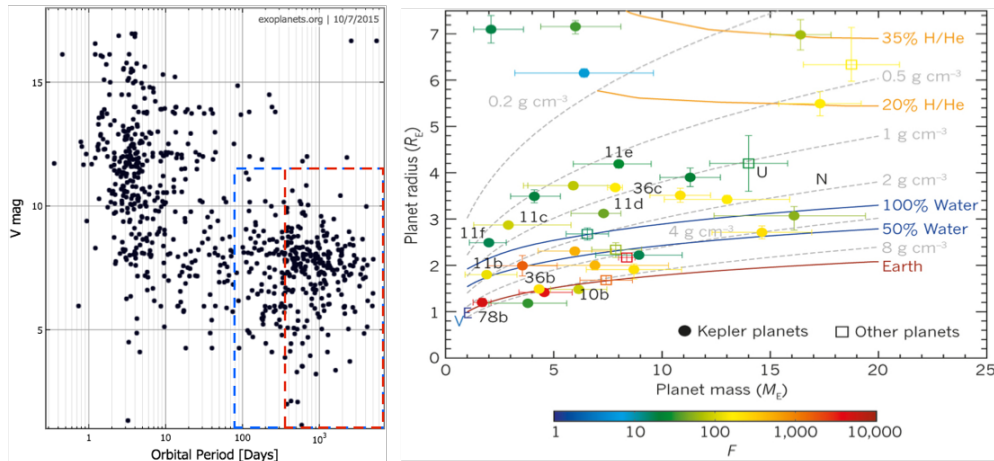 exoplanets.org | 10/7/2015
V mag
15
10
5
1
10
100
10³
Orbital Period [Days]
Planet radius (R_E)
7
6
5
4
3
2
1
0
35% H/He
0.5 g cm⁻³
0.2 g cm⁻³
20% H/He
1 g cm⁻³
11e
U
N
36c
2 g cm⁻³
11d
100% Water
11c
4 g cm⁻³
50% Water
11f
8 g cm⁻³
11b
36b
Earth
10b
V
78b
Kepler planets
Other planets
0
5
10
15
20
25
Planet mass (M_E)
1
10
100
1,000
10,000
F